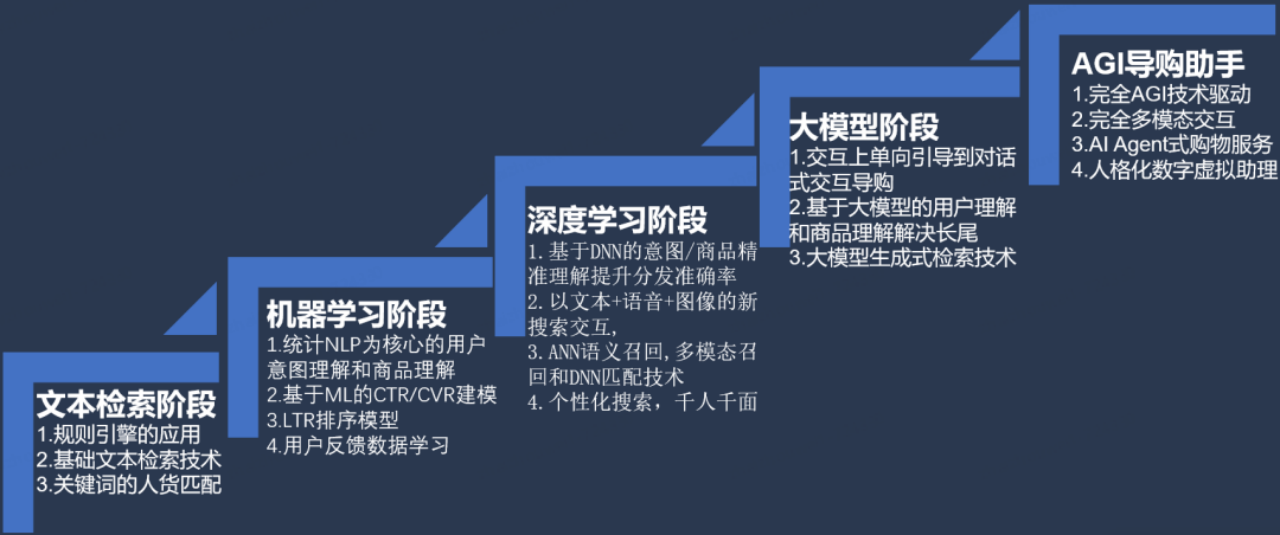 文本检索阶段
1.规则引擎的应用
2.基础文本检索技术
3.关键词的人货匹配
机器学习阶段
1.统计NLP为核心的用户
意图理解和商品理解
2.基于ML的CTR/CVR建模
3.LTR排序模型
4.用户反馈数据学习
深度学习阶段
1.基于DNN的意图/商品精
准理解提升分发准确率
2.以文本+语音+图像的新
搜索交互,
3.ANN语义召回,多模态召
回和DNN匹配技术
4.个性化搜索，千人千面
大模型阶段
1.交互上单向引导到对话
式交互导购
2.基于大模型的用户理解
和商品理解解决长尾
3.大模型生成式检索技术
AGI导购助手
1.完全AGI技术驱动
2.完全多模态交互
3.AI Agent式购物服务
4.人格化数字虚拟助理